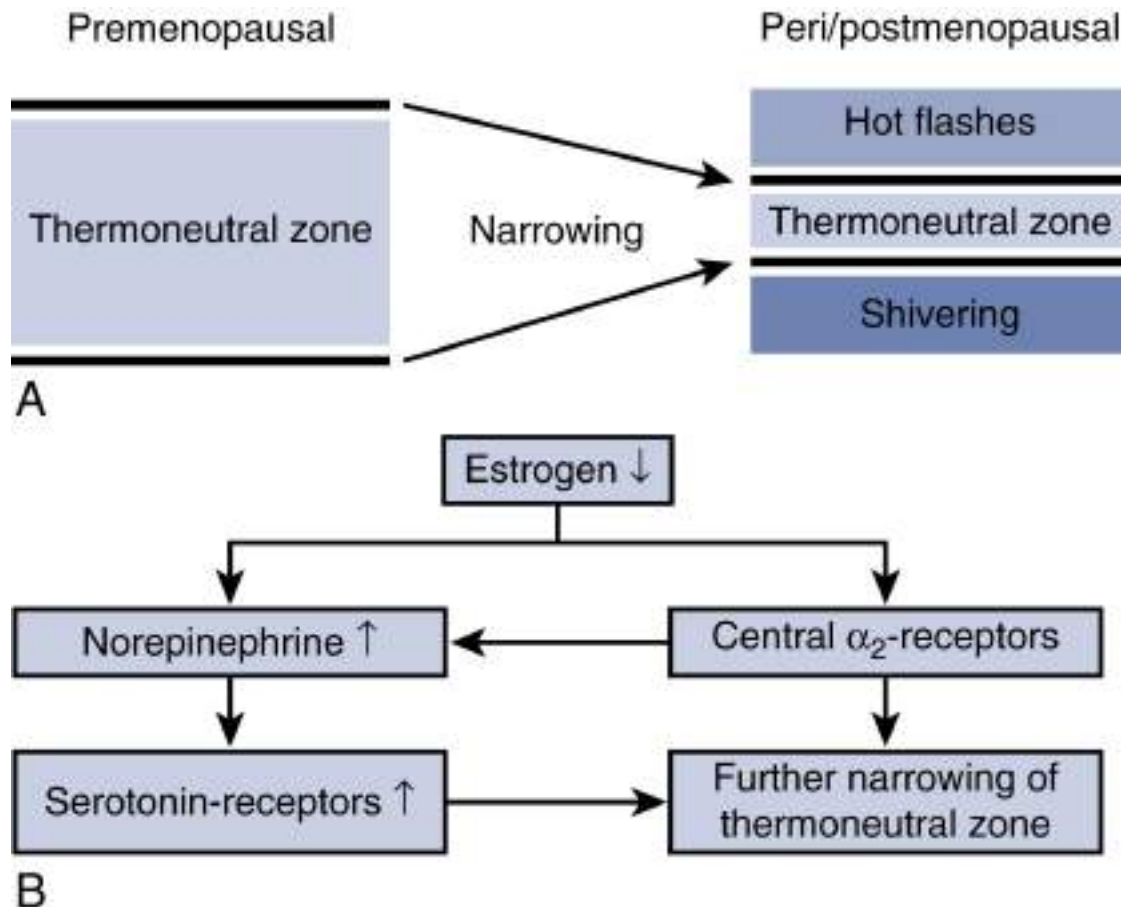 Premenopausal
Peri/postmenopausal
Thermoneutral zone
Narrowing
Hot flashes
Thermoneutral zone
Shivering
A
Estrogen ↓
Norepinephrine ↑
Central α₂-receptors
Serotonin-receptors ↑
Further narrowing of
thermoneutral zone
B